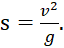 s = v²/g.